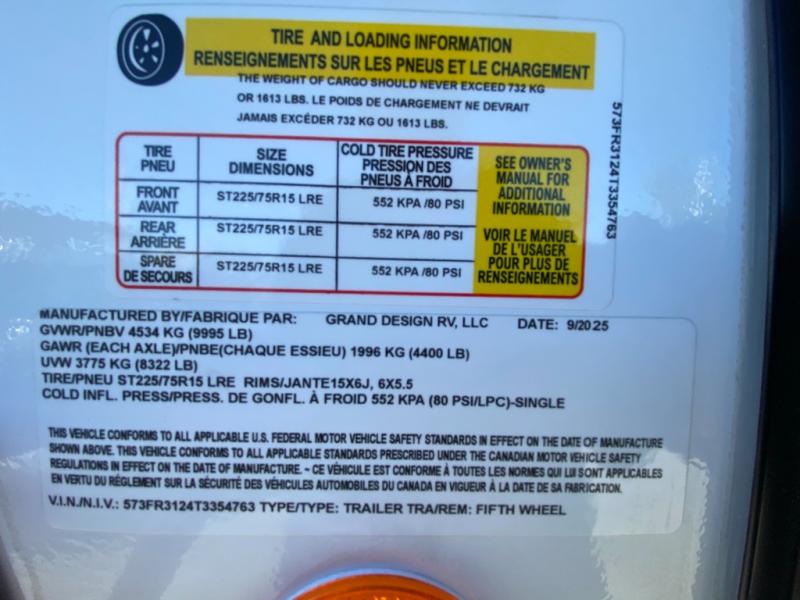 TIRE AND LOADING INFORMATION
RENSEIGNEMENTS SUR LES PNEUS ET LE CHARGEMENT
THE WEIGHT OF CARGO SHOULD NEVER EXCEED 732 KG
OR 1613 LBS. LE POIDS DE CHARGEMENT NE DEVRAIT
JAMAIS EXCÉDER 732 KG OU 1613 LBS.
TIRE PNEU SIZE DIMENSIONS COLD TIRE PRESSURE PRESSION DES PNEUS À FROID
FRONT AVANT ST225/75R15 LRE 552 KPA /80 PSI
REAR ARRIÈRE ST225/75R15 LRE 552 KPA /80 PSI
SPARE DE SECOURS ST225/75R15 LRE 552 KPA /80 PSI
SEE OWNER'S
MANUAL FOR
ADDITIONAL
INFORMATION
VOIR LE MANUEL
DE L'USAGER
POUR PLUS DE
RENSEIGNEMENTS
573FR3124T3354763
MANUFACTURED BY/FABRIQUE PAR: GRAND DESIGN RV, LLC DATE: 9/2025
GVWR/PNBV 4534 KG (9995 LB)
GAWR (EACH AXLE)/PNBE(CHAQUE ESSIEU) 1996 KG (4400 LB)
UVW 3775 KG (8322 LB)
TIRE/PNEU ST225/75R15 LRE RIMS/JANTE15X6J, 6X5.5
COLD INFL. PRESS/PRESS. DE GONFL. À FROID 552 KPA (80 PSI/LPC)-SINGLE
THIS VEHICLE CONFORMS TO ALL APPLICABLE U.S. FEDERAL MOTOR VEHICLE SAFETY STANDARDS IN EFFECT ON THE DATE OF MANUFACTURE
SHOWN ABOVE. THIS VEHICLE CONFORMS TO ALL APPLICABLE STANDARDS PRESCRIBED UNDER THE CANADIAN MOTOR VEHICLE SAFETY
REGULATIONS IN EFFECT ON THE DATE OF MANUFACTURE. - CE VÉHICULE EST CONFORME À TOUTES LES NORMES QUI LUI SONT APPLICABLES
EN VERTU DU RÉGLEMENT SUR LA SÉCURITÉ DES VÉHICULES AUTOMOBILES DU CANADA EN VIGUEUR À LA DATE DE SA FABRICATION.
V.I.N./N.I.V.: 573FR3124T3354763 TYPE/TYPE: TRAILER TRA/REM: FIFTH WHEEL